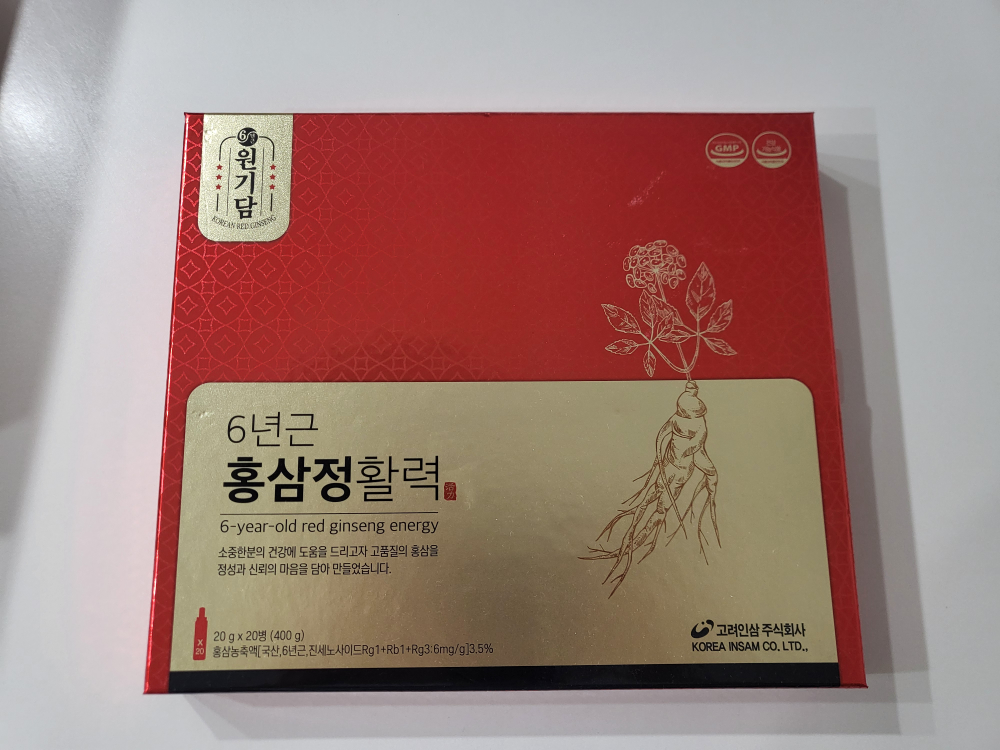 6년
원기담
KOREAN RED GINSENG
GMP
6년근
홍삼정활력
6-year-old red ginseng energy
소중한분의 건강에 도움을 드리고자 고품질의 홍삼을
정성과 신뢰의 마음을 담아 만들었습니다.
X
20
20 g x 20병 (400 g)
홍삼농축액[국산,6년근,진세노사이드Rg1+Rb1+Rg3:6mg/g]3.5%
고려인삼 주식회사
KOREA INSAM CO. LTD.,